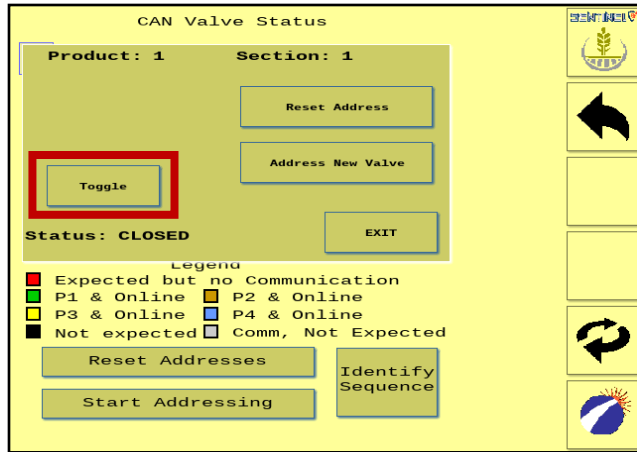 CAN Valve Status
SENTINEL
Product: 1 Section: 1
Reset Address
Address New Valve
Toggle
Status: CLOSED
EXIT
Legend
Expected but no Communication
P1 & Online P2 & Online
P3 & Online P4 & Online
Not expected Comm, Not Expected
Reset Addresses
Identify
Sequence
Start Addressing